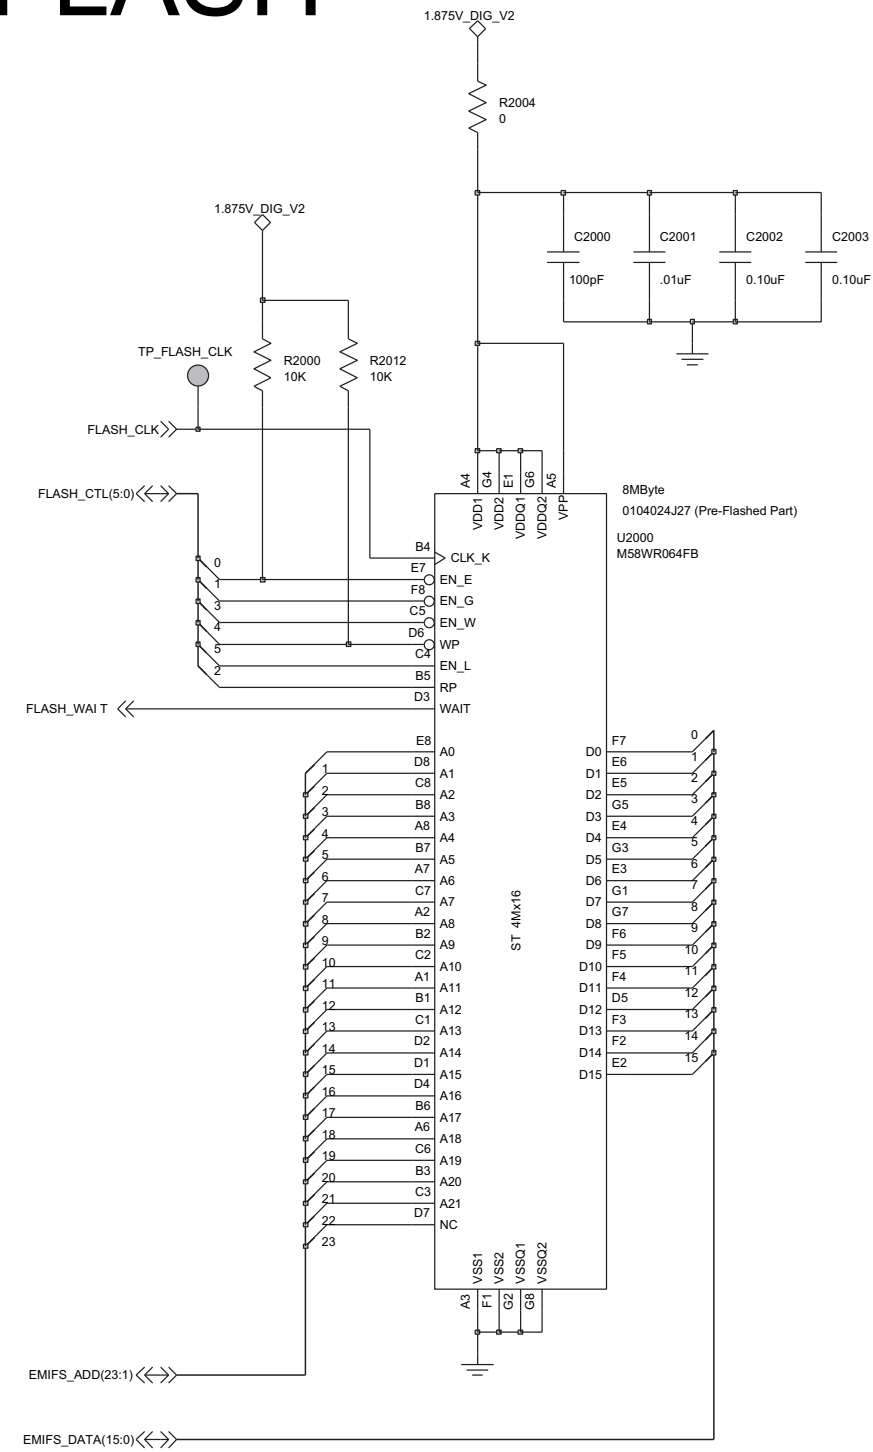 FLASH
1.875V_DIG_V2
R2004
0
1.875V_DIG_V2
C2000
C2001
C2002
C2003
100pF
.01uF
0.10uF
0.10uF
TP_FLASH_CLK
R2000
10K
R2012
10K
FLASH_CLK
FLASH_CTL(5:0)
A4
G4
E1
G6
A5
VDD1
VDD2
VDDQ1
VDDQ2
VPP
8MByte
0104024J27 (Pre-Flashed Part)
U2000
M58WR064FB
B4
CLK_K
0
E7
EN_E
1
F8
EN_G
3
C5
EN_W
4
D6
WP
5
C4
EN_L
2
B5
RP
FLASH_WAI T
D3
WAIT
E8
A0
1
D8
A1
2
C8
A2
3
B8
A3
4
A8
A4
5
B7
A5
6
A7
A6
7
C7
A7
8
A2
A8
9
B2
A9
10
C2
A10
11
A1
A11
12
B1
A12
13
C1
A13
14
D2
A14
15
D1
A15
16
D4
A16
17
B6
A17
18
A6
A18
19
C6
A19
20
B3
A20
21
C3
A21
22
D7
NC
23
ST 4Mx16
0
F7
D0
1
E6
D1
2
E5
D2
3
G5
D3
4
E4
D4
5
G3
D5
6
E3
D6
7
G1
D7
8
G7
D8
9
F6
D9
10
F5
D10
11
F4
D11
12
D5
D12
13
F3
D13
14
F2
D14
15
E2
D15
VSS1
VSS2
VSSQ1
VSSQ2
A3
F1
G2
G8
EMIFS_ADD(23:1)
EMIFS_DATA(15:0)